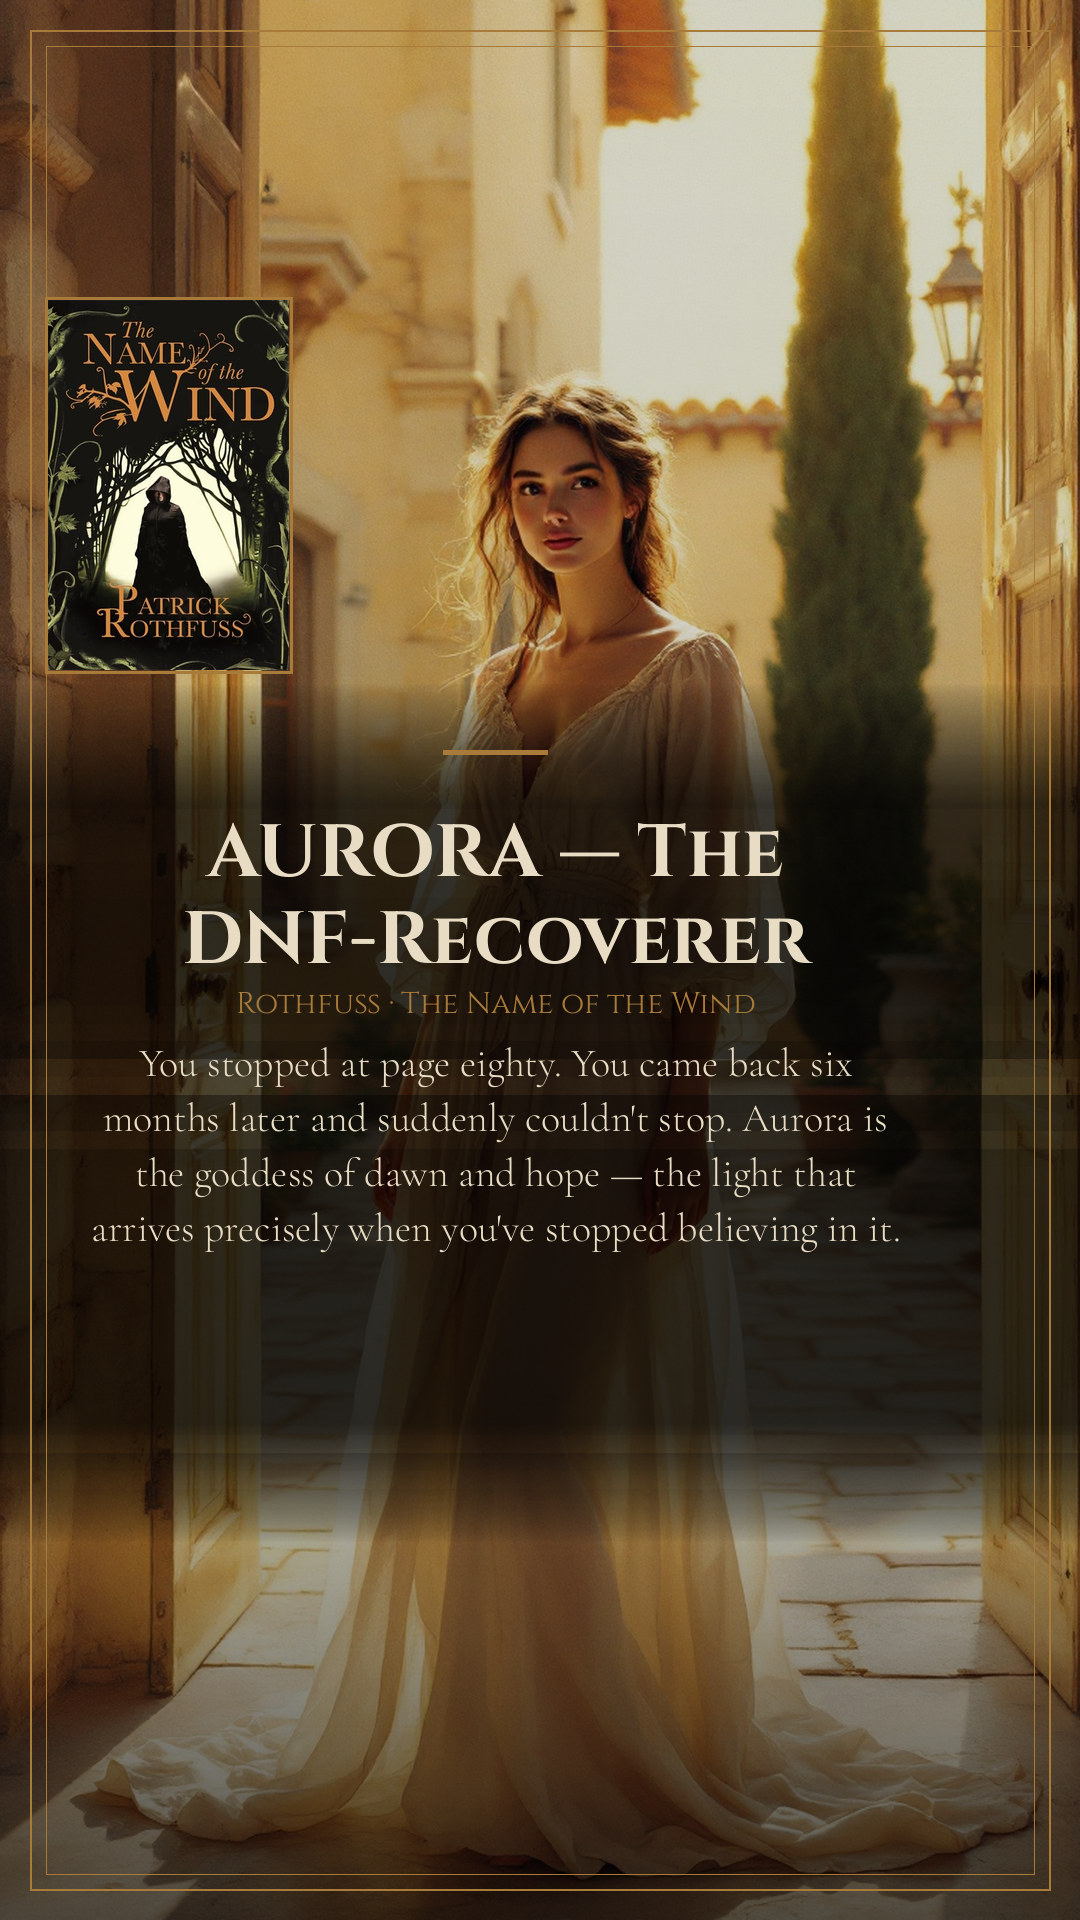 The
NAME
of the
WIND
PATRICK
ROTHFUSS
AURORA — THE
DNF-RECOVERER
ROTHFUSS · THE NAME OF THE WIND
You stopped at page eighty. You came back six
months later and suddenly couldn't stop. Aurora is
the goddess of dawn and hope — the light that
arrives precisely when you've stopped believing in it.